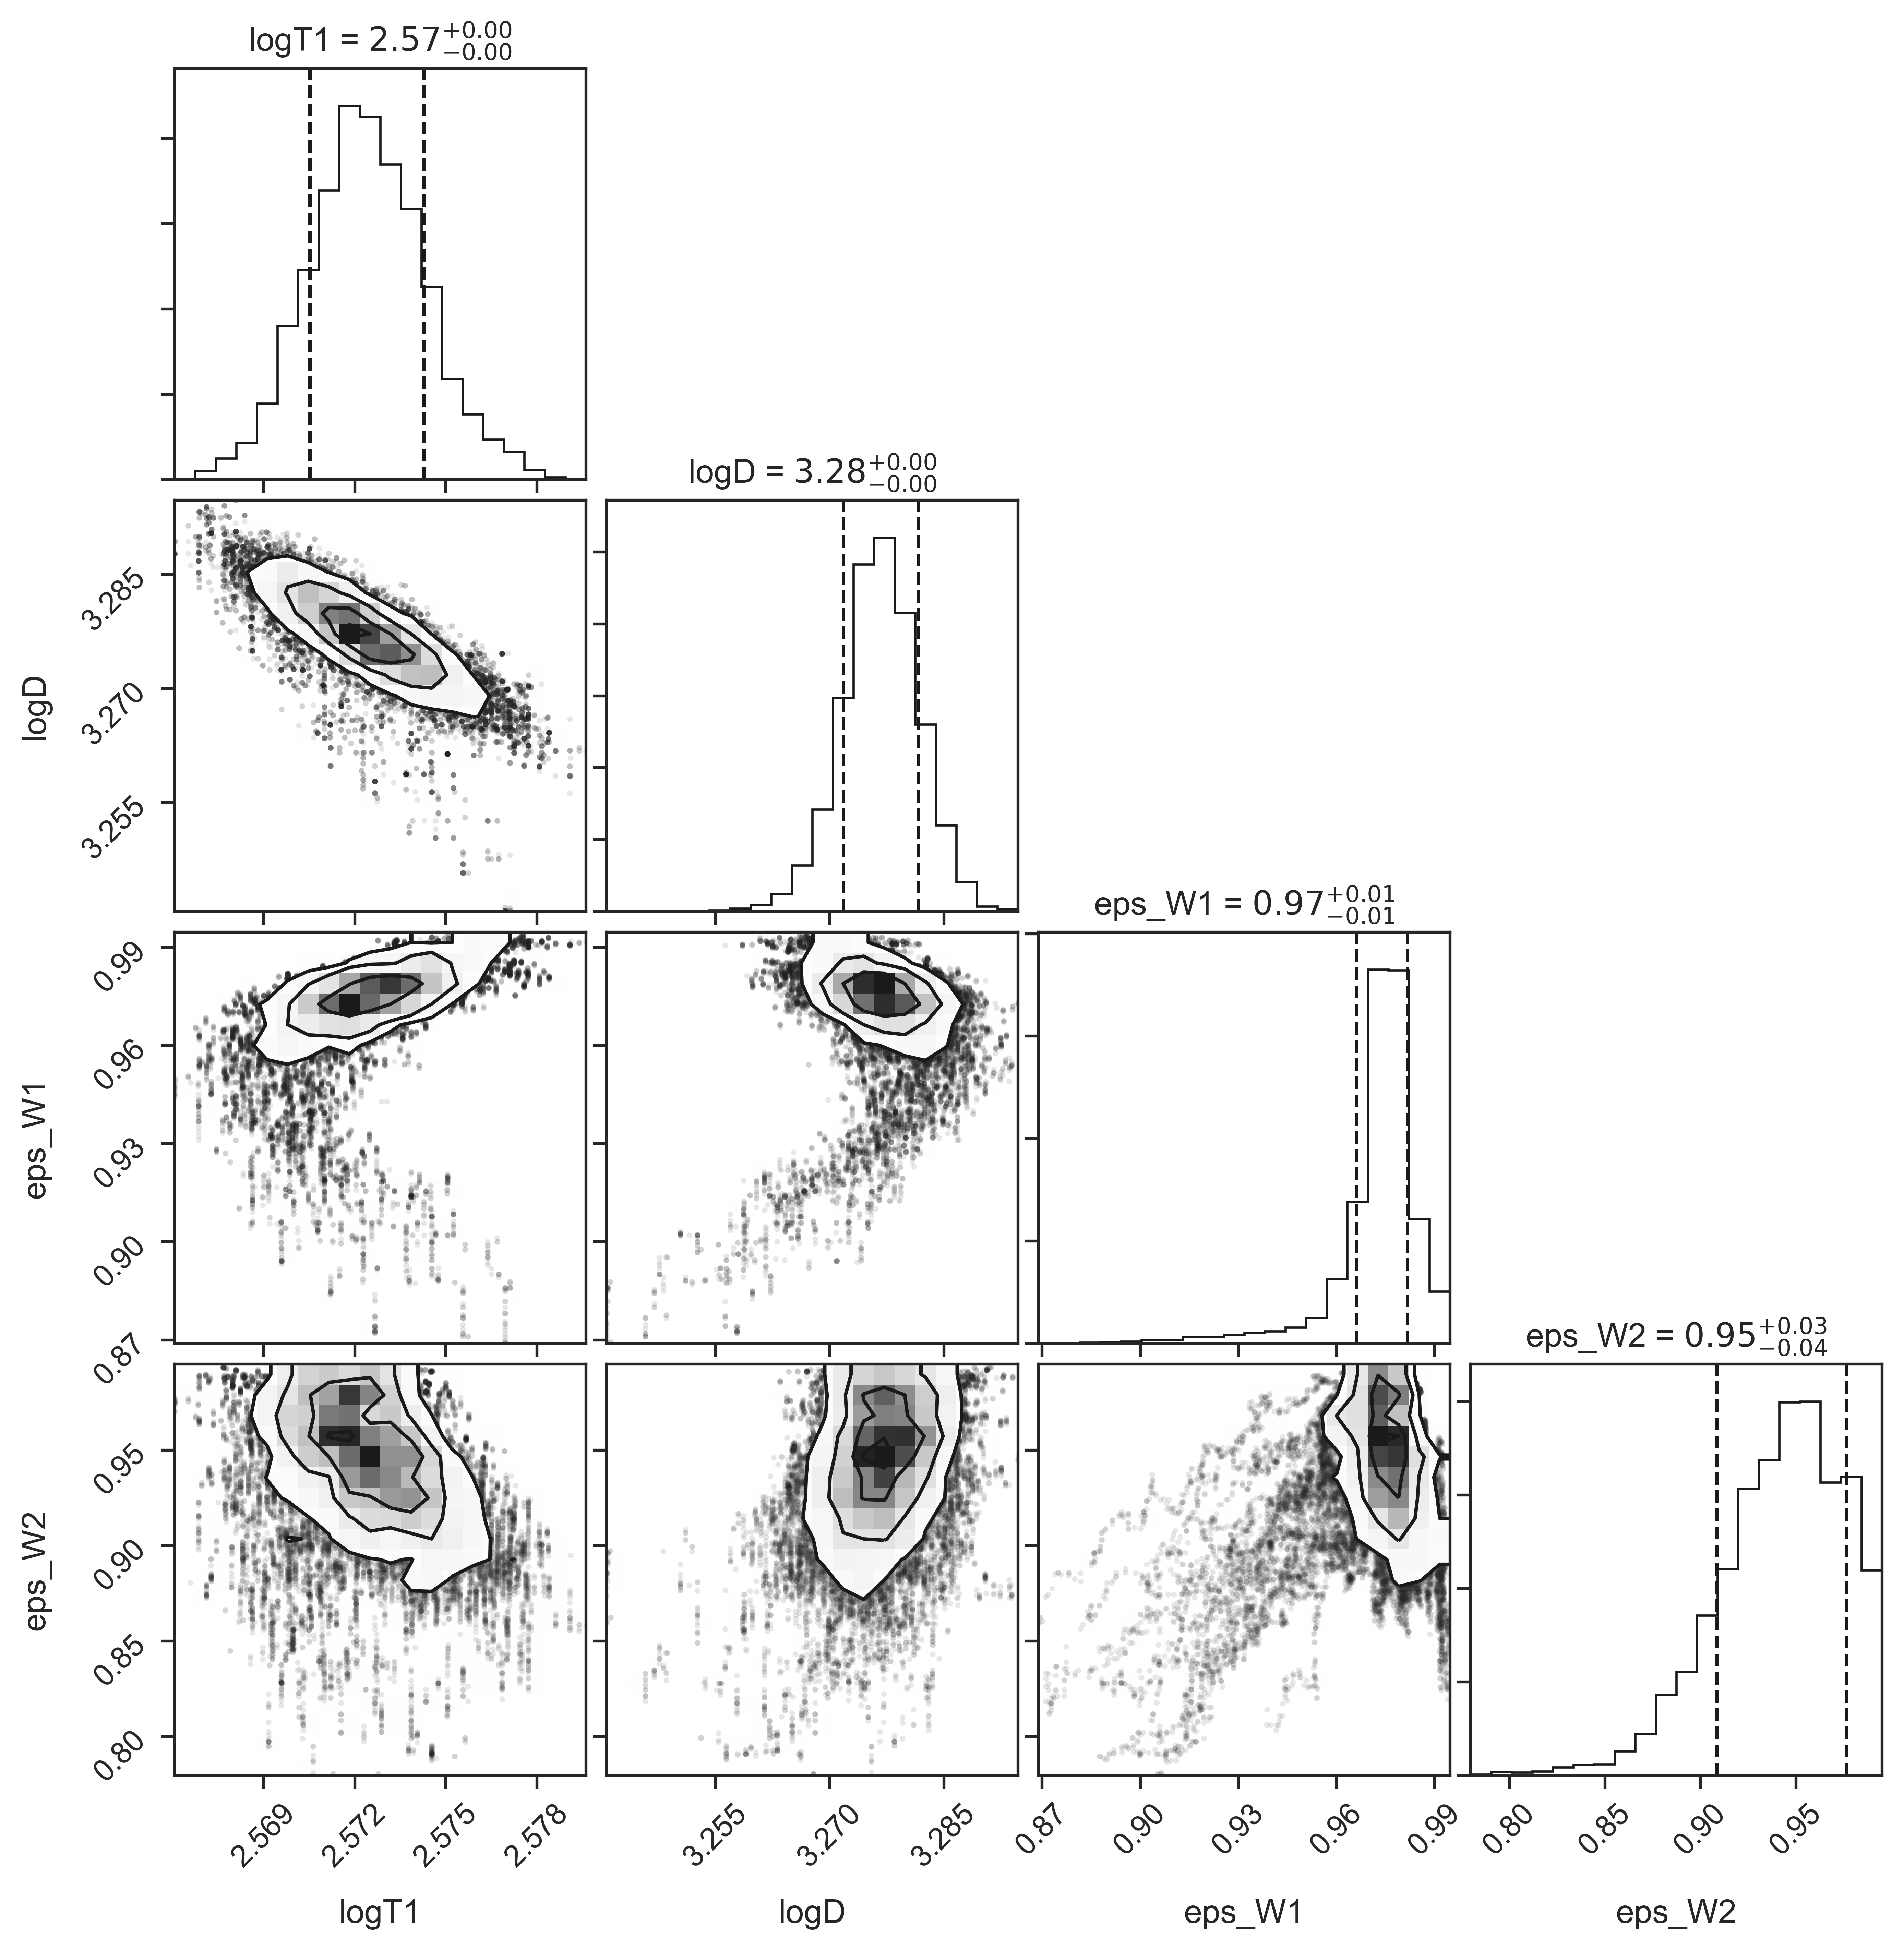 logT1 = 2.57+0.00−0.00
logD = 3.28+0.00−0.00
3.285
3.270
3.255
logD
eps_W1 = 0.97+0.01−0.01
0.99
0.96
0.93
0.90
0.87
eps_W1
eps_W2 = 0.95+0.03−0.04
0.95
0.90
0.85
0.80
eps_W2
2.569 2.572 2.575 2.578 3.255 3.270 3.285 0.87 0.90 0.93 0.96 0.99 0.80 0.85 0.90 0.95
logT1 logD eps_W1 eps_W2